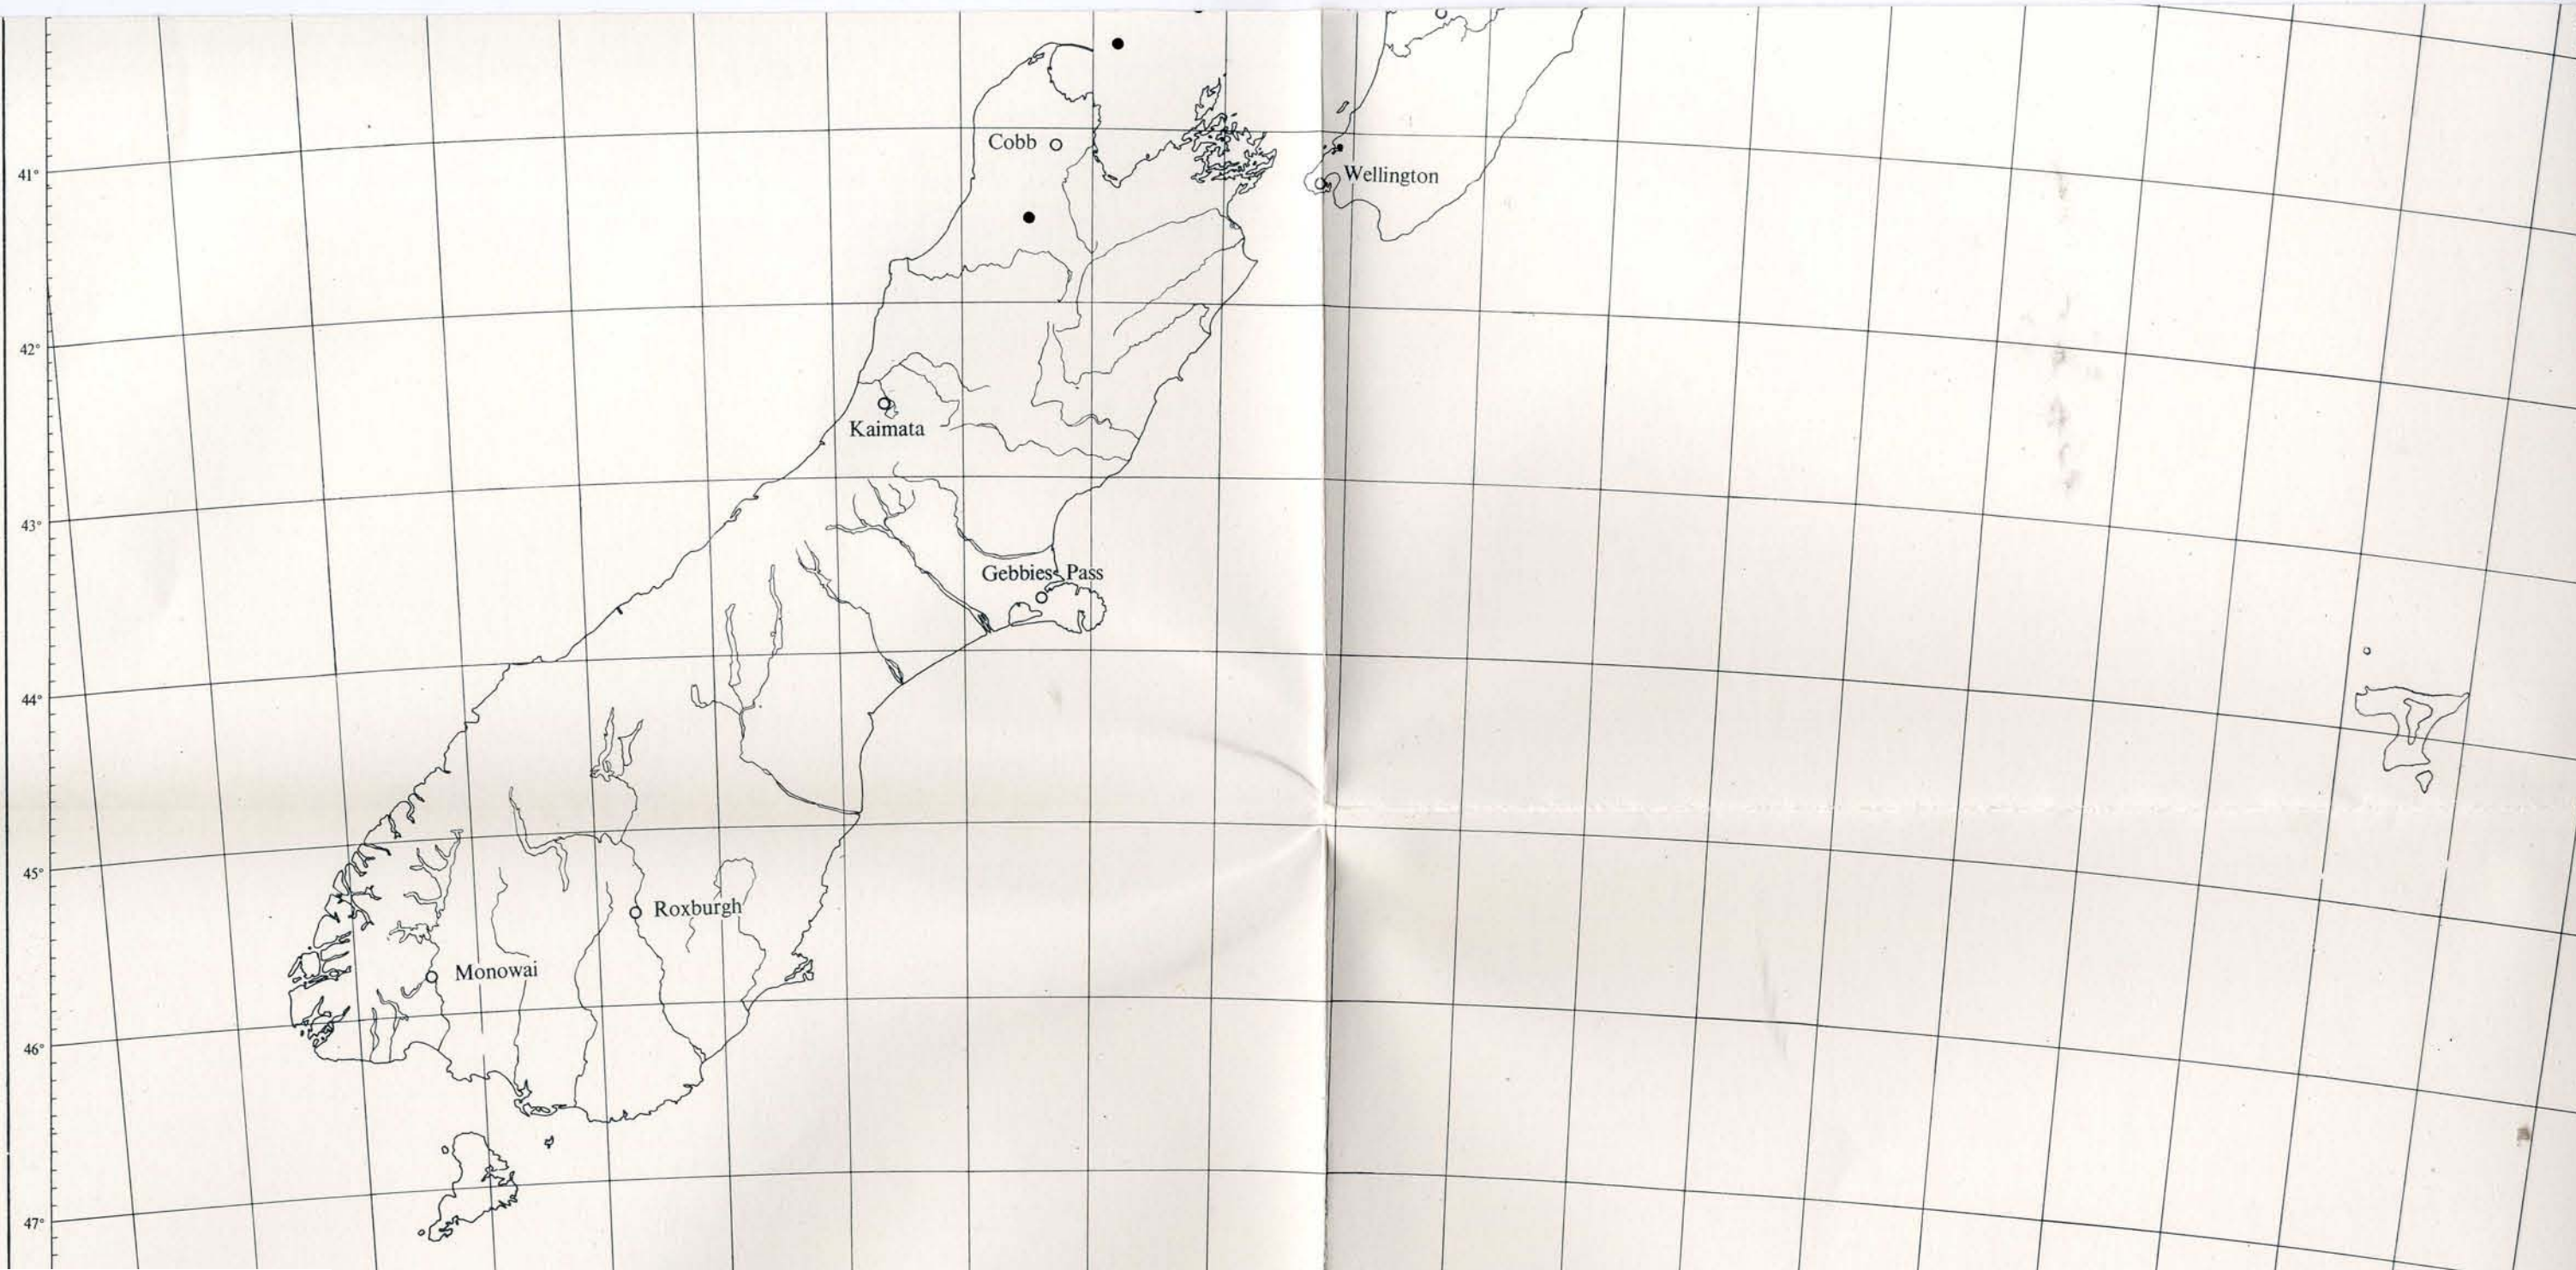 Cobb
41°
Wellington
42°
Kaimata
43°
Gebbies Pass
44°
45°
Roxburgh
Monowai
46°
47°